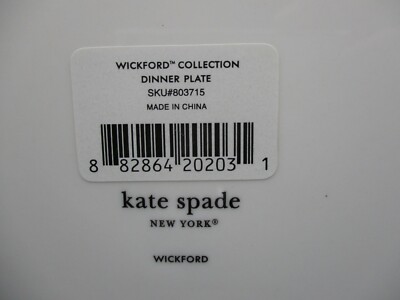 WICKFORD™ COLLECTION
DINNER PLATE
SKU#803715
MADE IN CHINA
8 82864 20203 1
kate spade
NEW YORK®
WICKFORD